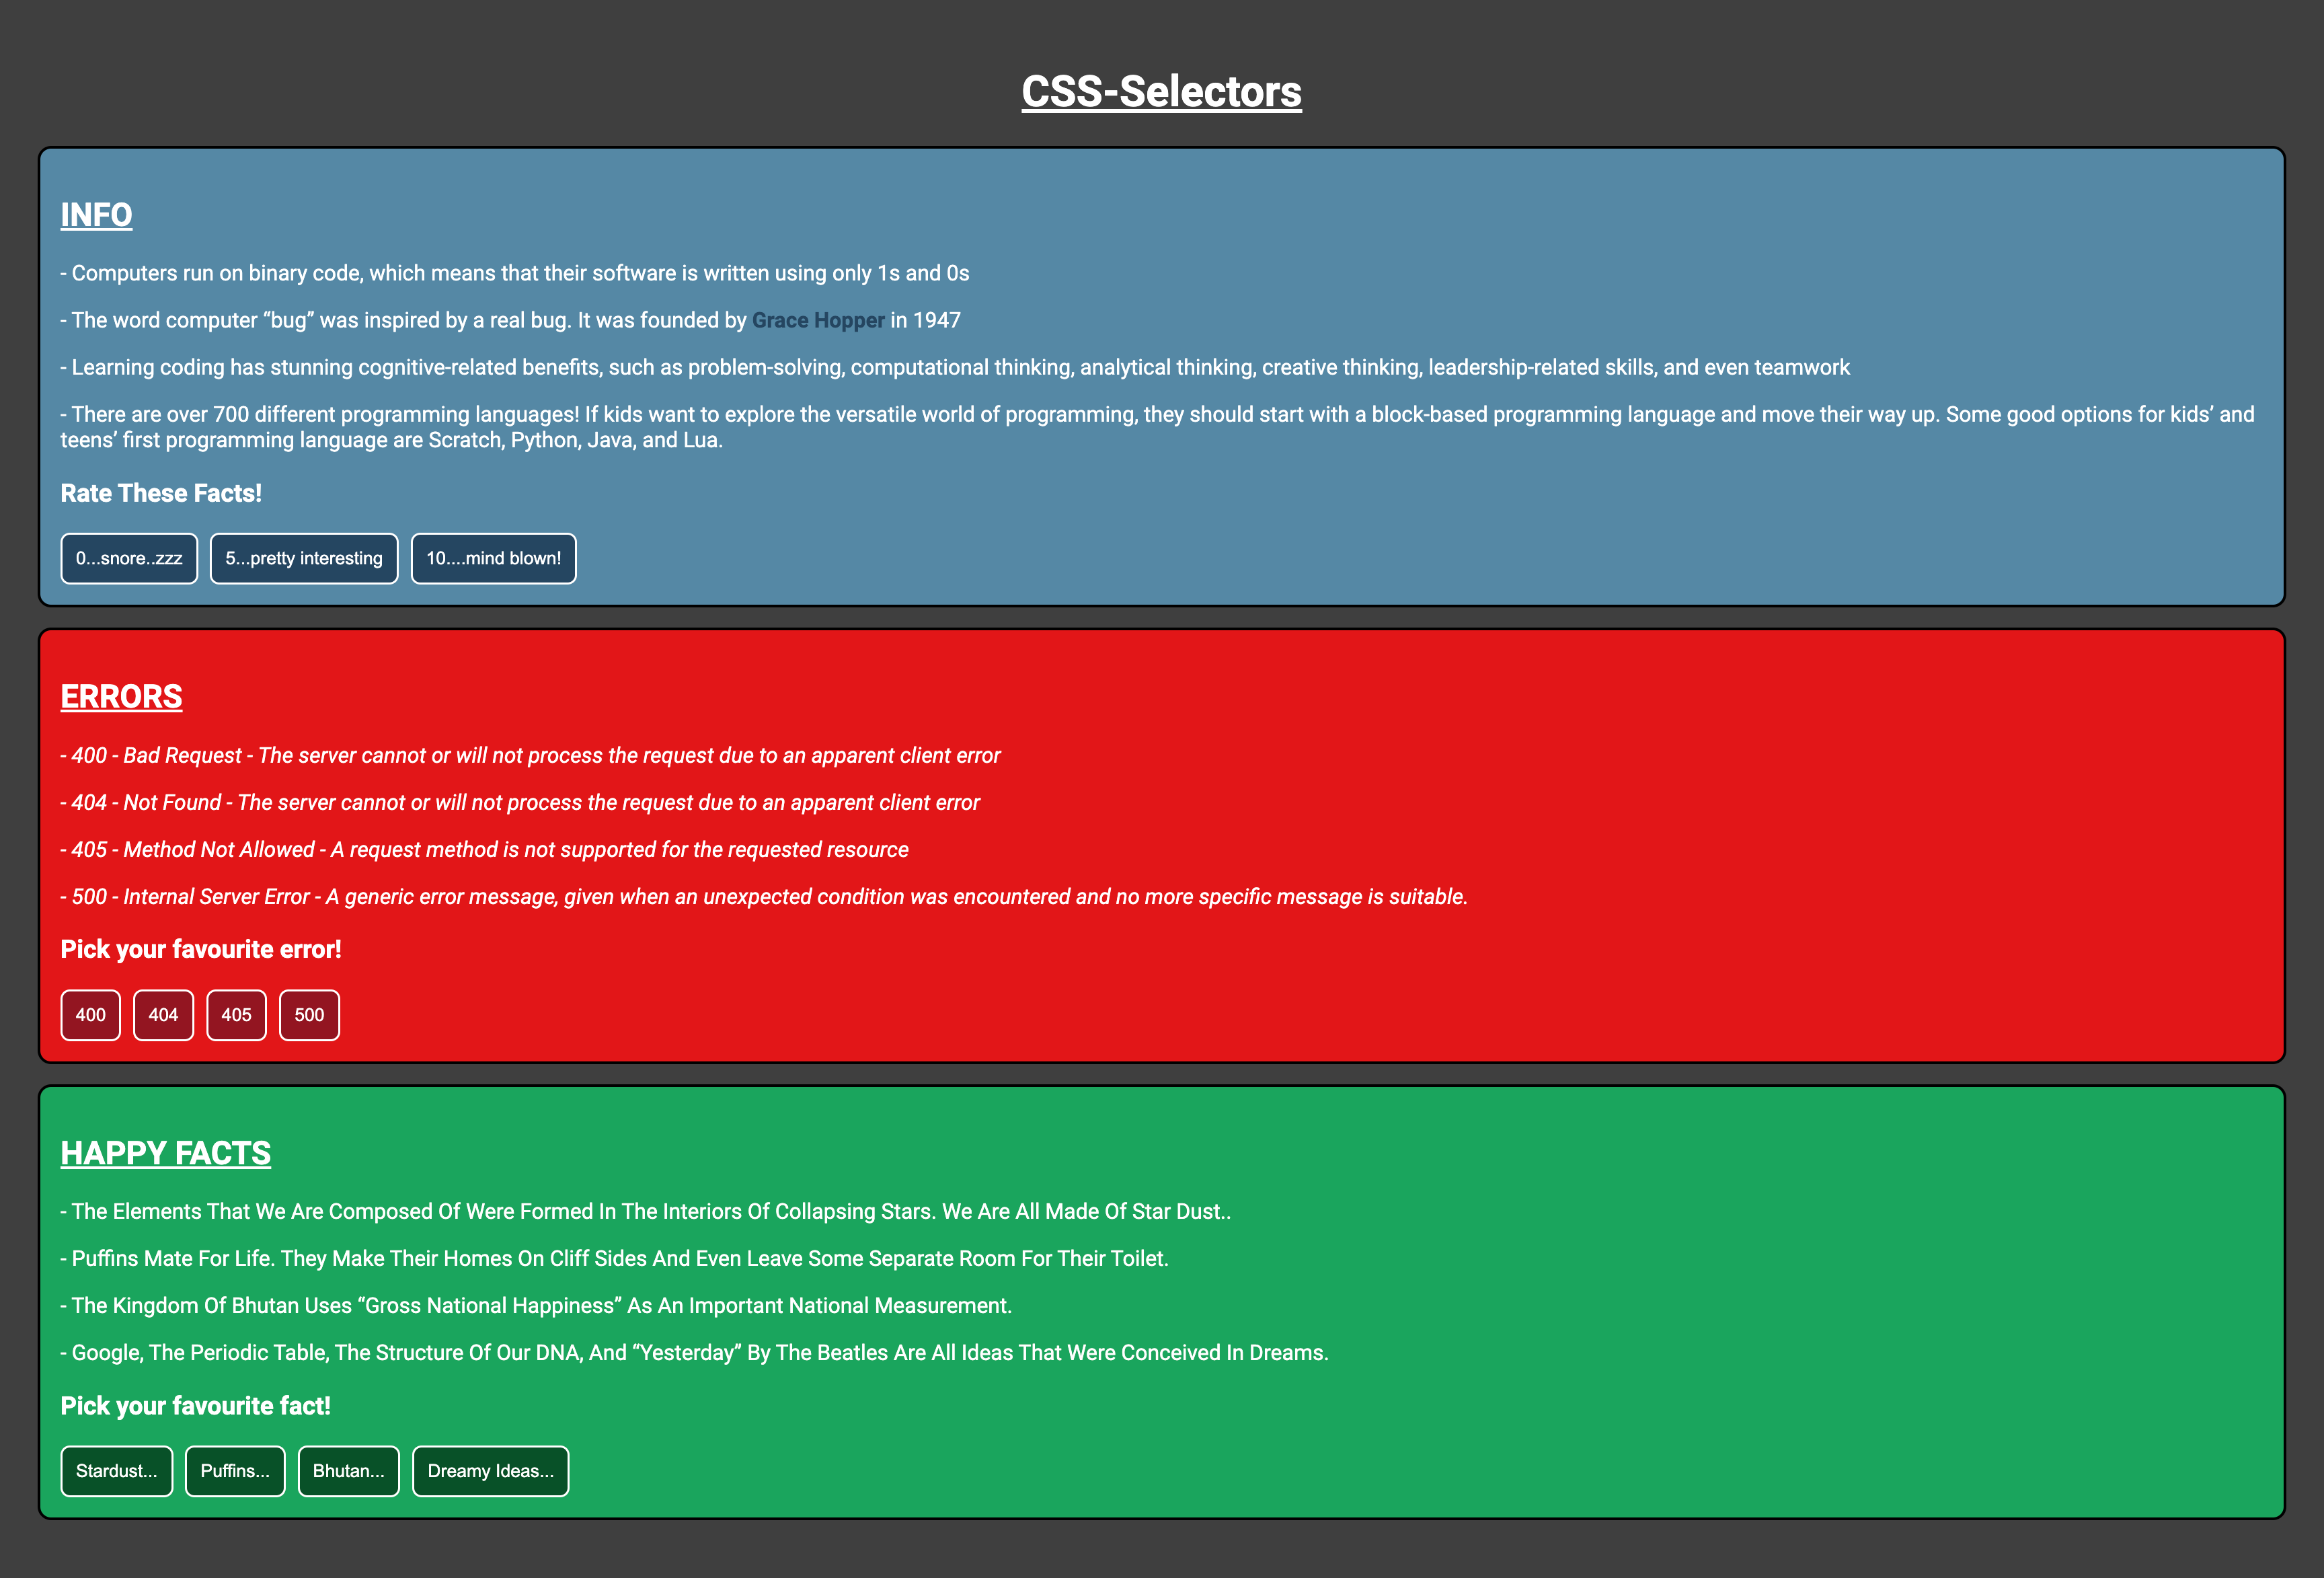 CSS-Selectors
INFO
- Computers run on binary code, which means that their software is written using only 1s and 0s
- The word computer “bug” was inspired by a real bug. It was founded by Grace Hopper in 1947
- Learning coding has stunning cognitive-related benefits, such as problem-solving, computational thinking, analytical thinking, creative thinking, leadership-related skills, and even teamwork
- There are over 700 different programming languages! If kids want to explore the versatile world of programming, they should start with a block-based programming language and move their way up. Some good options for kids’ and
teens’ first programming language are Scratch, Python, Java, and Lua.
Rate These Facts!
0...snore..zzz 5...pretty interesting 10....mind blown!
ERRORS
- 400 - Bad Request - The server cannot or will not process the request due to an apparent client error
- 404 - Not Found - The server cannot or will not process the request due to an apparent client error
- 405 - Method Not Allowed - A request method is not supported for the requested resource
- 500 - Internal Server Error - A generic error message, given when an unexpected condition was encountered and no more specific message is suitable.
Pick your favourite error!
400 404 405 500
HAPPY FACTS
- The Elements That We Are Composed Of Were Formed In The Interiors Of Collapsing Stars. We Are All Made Of Star Dust..
- Puffins Mate For Life. They Make Their Homes On Cliff Sides And Even Leave Some Separate Room For Their Toilet.
- The Kingdom Of Bhutan Uses “Gross National Happiness” As An Important National Measurement.
- Google, The Periodic Table, The Structure Of Our DNA, And “Yesterday” By The Beatles Are All Ideas That Were Conceived In Dreams.
Pick your favourite fact!
Stardust... Puffins... Bhutan... Dreamy Ideas...